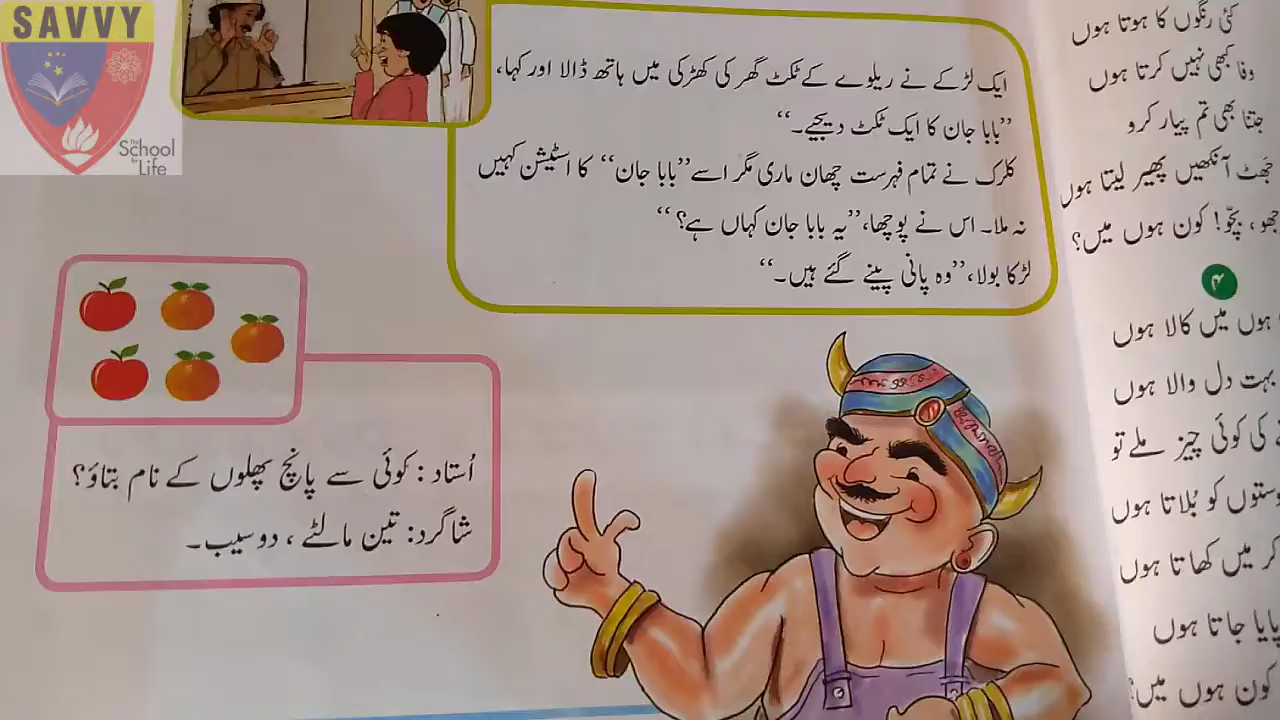 SAVVY
The School for Life
ایک لڑکے نے ریلوے کے ٹکٹ گھر کی کھڑکی میں ہاتھ ڈالا اور کہا،
”بابا جان کا ایک ٹکٹ دیجیے۔“
کلرک نے تمام فہرست چھان ماری مگر اسے ”بابا جان“ کا اسٹیشن کہیں
نہ ملا۔ اس نے پوچھا، ”یہ بابا جان کہاں ہے؟“
لڑکا بولا، ”وہ پانی پینے گئے ہیں۔“
اُستاد : کوئی سے پانچ پھلوں کے نام بتاؤ؟
شاگرد: تین مالٹے ، دو سیب۔
کئی رنگوں کا ہوتا ہوں
وفا کبھی نہیں کرتا ہوں
جتنا بھی تم پیار کرو
جھٹ آنکھیں پھیر لیتا ہوں
بچّو! کون ہوں میں؟
۴
ہوں میں کالا ہوں
بہت دل والا ہوں
کی کوئی چیز ملے تو
کو بُلاتا ہوں
کر میں کھاتا ہوں
پایا جاتا ہوں
کون ہوں میں؟